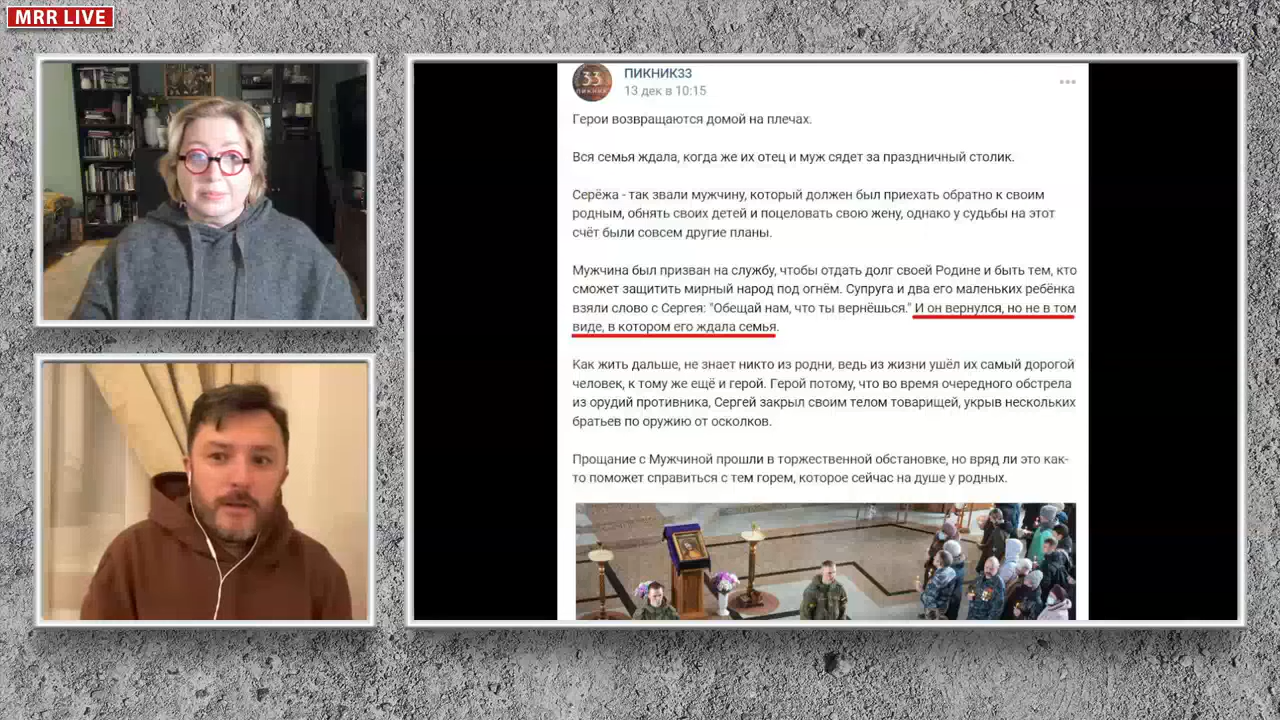 MRR LIVE
33
ПИКНИК
ПИКНИК33
13 дек в 10:15
Герои возвращаются домой на плечах.
Вся семья ждала, когда же их отец и муж сядет за праздничный столик.
Серёжа - так звали мужчину, который должен был приехать обратно к своим
родным, обнять своих детей и поцеловать свою жену, однако у судьбы на этот
счёт были совсем другие планы.
Мужчина был призван на службу, чтобы отдать долг своей Родине и быть тем, кто
сможет защитить мирный народ под огнём. Супруга и два его маленьких ребёнка
взяли слово с Сергея: "Обещай нам, что ты вернёшься." И он вернулся, но не в том
виде, в котором его ждала семья.
Как жить дальше, не знает никто из родни, ведь из жизни ушёл их самый дорогой
человек, к тому же ещё и герой. Герой потому, что во время очередного обстрела
из орудий противника, Сергей закрыл своим телом товарищей, укрыв нескольких
братьев по оружию от осколков.
Прощание с Мужчиной прошли в торжественной обстановке, но вряд ли это как-
то поможет справиться с тем горем, которое сейчас на душе у родных.